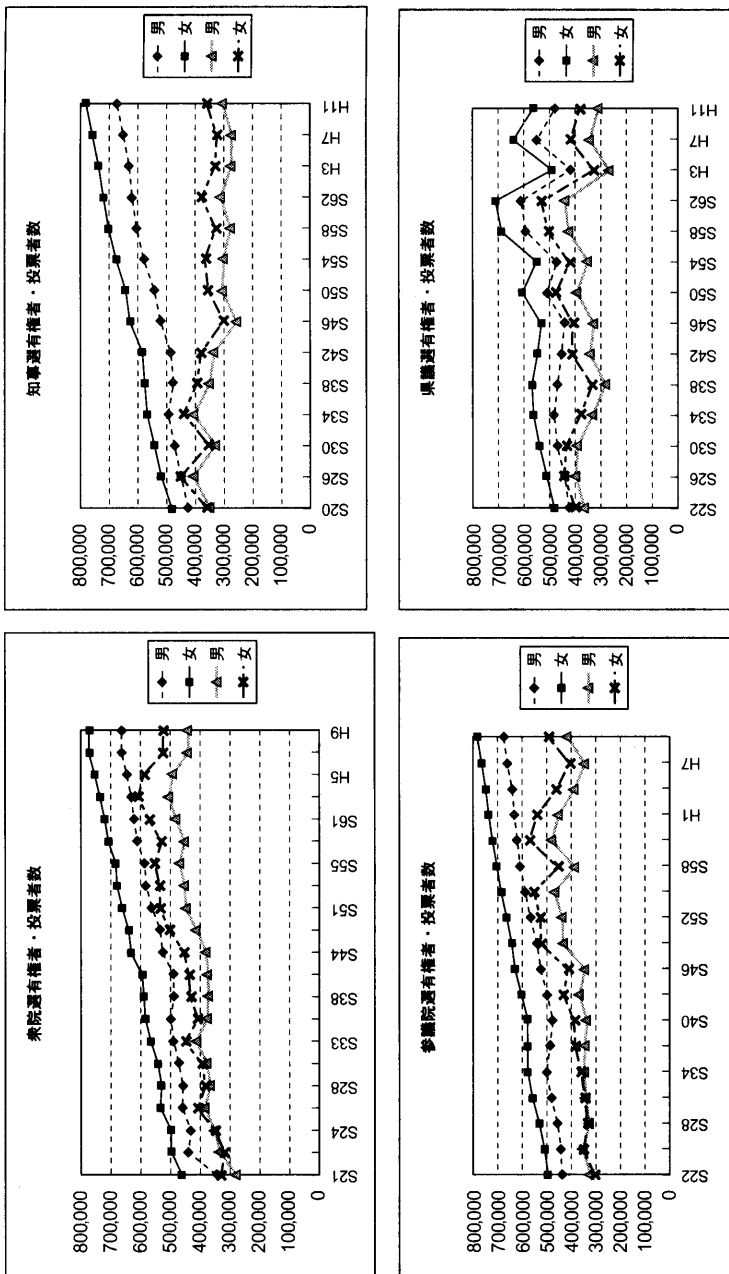 衆院選有権者・投票者数
800,000
700,000
600,000
500,000
400,000
300,000
200,000
100,000
0
S21
S24
S28
S33
S38
S44
S51
S55
S61
H5
H9
男
女
男
女
知事選有権者・投票者数
800,000
700,000
600,000
500,000
400,000
300,000
200,000
100,000
0
S20
S26
S30
S34
S38
S42
S46
S50
S54
S58
S62
H3
H7
H11
男
女
男
女
参議院選有権者・投票者数
800,000
700,000
600,000
500,000
400,000
300,000
200,000
100,000
0
S22
S28
S34
S40
S46
S52
S58
H1
H7
男
女
男
女
県議選有権者・投票者数
800,000
700,000
600,000
500,000
400,000
300,000
200,000
100,000
0
S22
S26
S30
S34
S38
S42
S46
S50
S54
S58
S62
H3
H7
H11
男
女
男
女